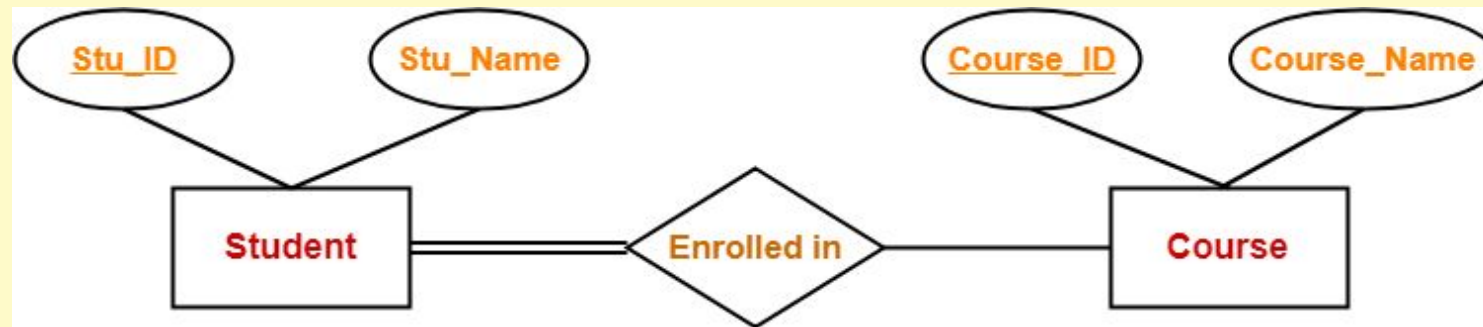 Stu_ID
Stu_Name
Course_ID
Course_Name
Student
Enrolled in
Course